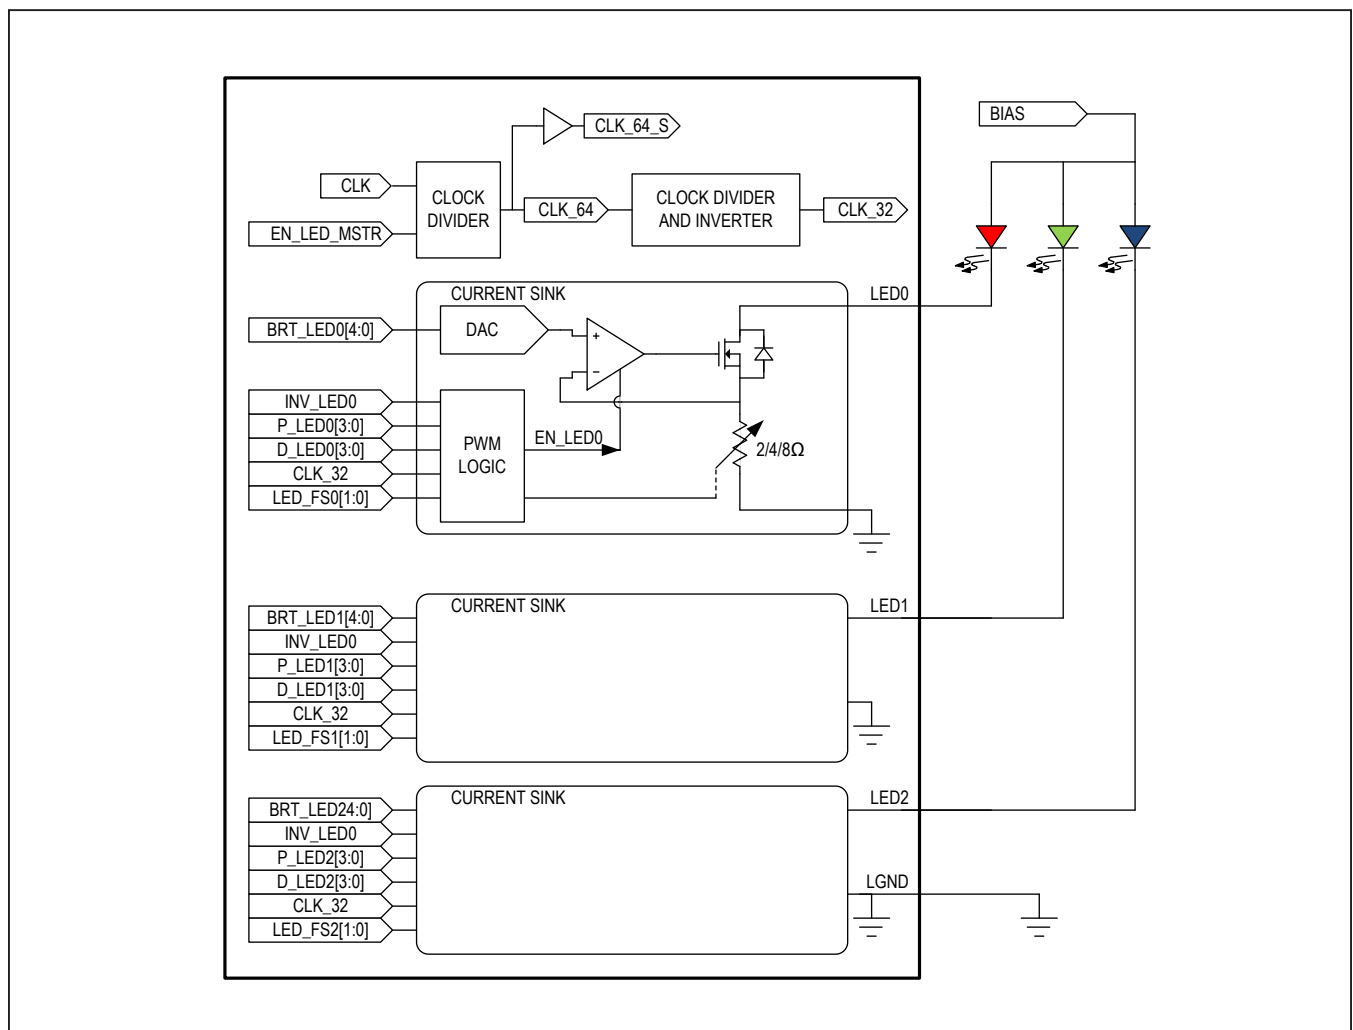 CLK_64_S
BIAS
CLK
CLOCK
DIVIDER
CLK_64
CLOCK DIVIDER
AND INVERTER
CLK_32
EN_LED_MSTR
CURRENT SINK
LED0
BRT_LED0[4:0]
DAC
+
−
INV_LED0
P_LED0[3:0]
D_LED0[3:0]
CLK_32
LED_FS0[1:0]
PWM
LOGIC
EN_LED0
2/4/8Ω
CURRENT SINK
LED1
BRT_LED1[4:0]
INV_LED0
P_LED1[3:0]
D_LED1[3:0]
CLK_32
LED_FS1[1:0]
CURRENT SINK
LED2
BRT_LED24:0]
INV_LED0
P_LED2[3:0]
D_LED2[3:0]
CLK_32
LED_FS2[1:0]
LGND